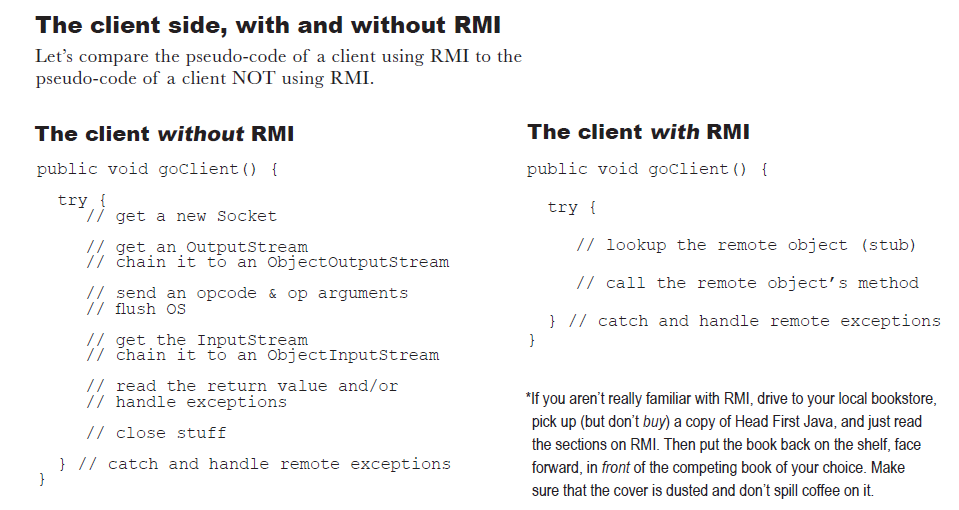 The client side, with and without RMI
Let’s compare the pseudo-code of a client using RMI to the
pseudo-code of a client NOT using RMI.
The client without RMI
public void goClient() {
try {
// get a new Socket
// get an OutputStream
// chain it to an ObjectOutputStream
// send an opcode & op arguments
// flush OS
// get the InputStream
// chain it to an ObjectInputStream
// read the return value and/or
// handle exceptions
// close stuff
} // catch and handle remote exceptions
}
The client with RMI
public void goClient() {
try {
// lookup the remote object (stub)
// call the remote object’s method
} // catch and handle remote exceptions
}
*If you aren’t really familiar with RMI, drive to your local bookstore,
pick up (but don’t buy) a copy of Head First Java, and just read
the sections on RMI. Then put the book back on the shelf, face
forward, in front of the competing book of your choice. Make
sure that the cover is dusted and don’t spill coffee on it.